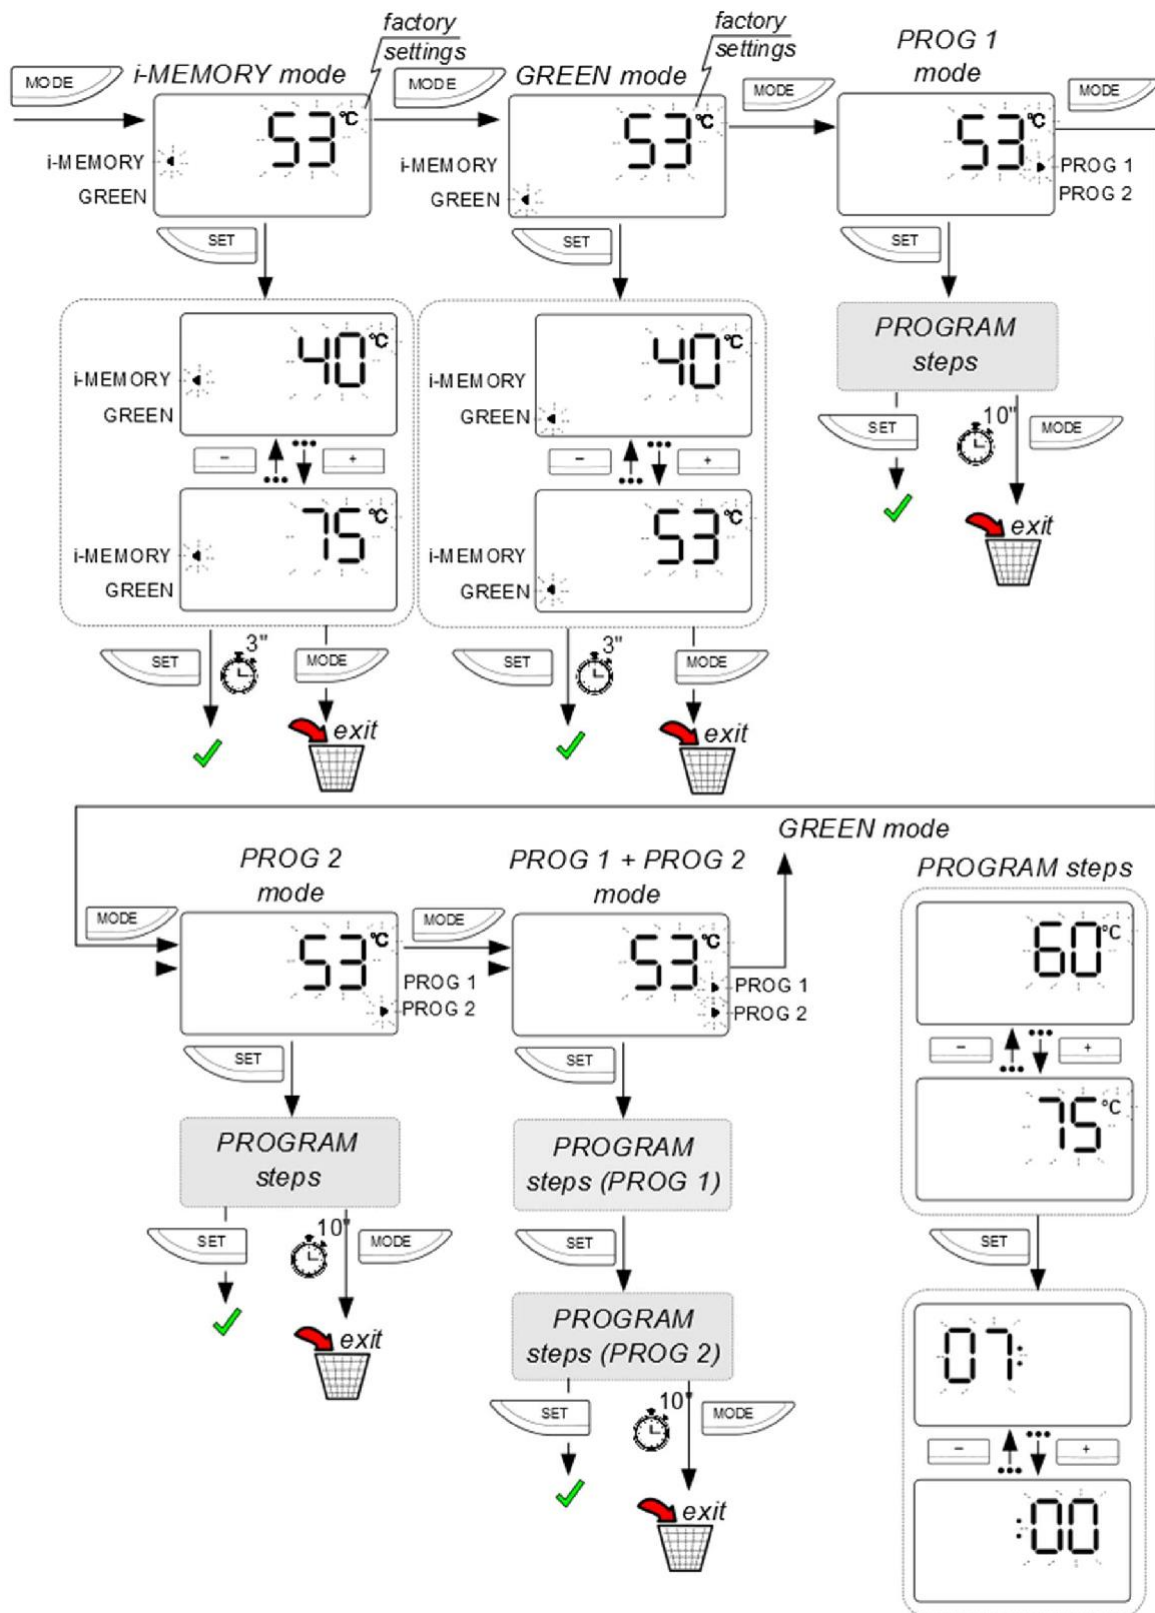 factory
settings
factory
settings
PROG 1
mode
MODE
i-MEMORY mode
MODE
GREEN mode
MODE
MODE
53°C
i-MEMORY
GREEN
53°C
i-MEMORY
GREEN
53°C
PROG 1
PROG 2
SET
SET
SET
40°C
i-MEMORY
GREEN
40°C
i-MEMORY
GREEN
PROGRAM
steps
SET
10"
MODE
− +
− +
75°C
i-MEMORY
GREEN
53°C
i-MEMORY
GREEN
exit
SET
3"
MODE
SET
3"
MODE
exit
exit
GREEN mode
PROG 2
mode
PROG 1 + PROG 2
mode
PROGRAM steps
MODE
53°C
PROG 1
PROG 2
MODE
53°C
PROG 1
PROG 2
60°C
− +
75°C
SET
SET
PROGRAM
steps
PROGRAM
steps (PROG 1)
SET
10"
MODE
SET
SET
exit
PROGRAM
steps (PROG 2)
07:
SET
10"
MODE
− +
exit
:00